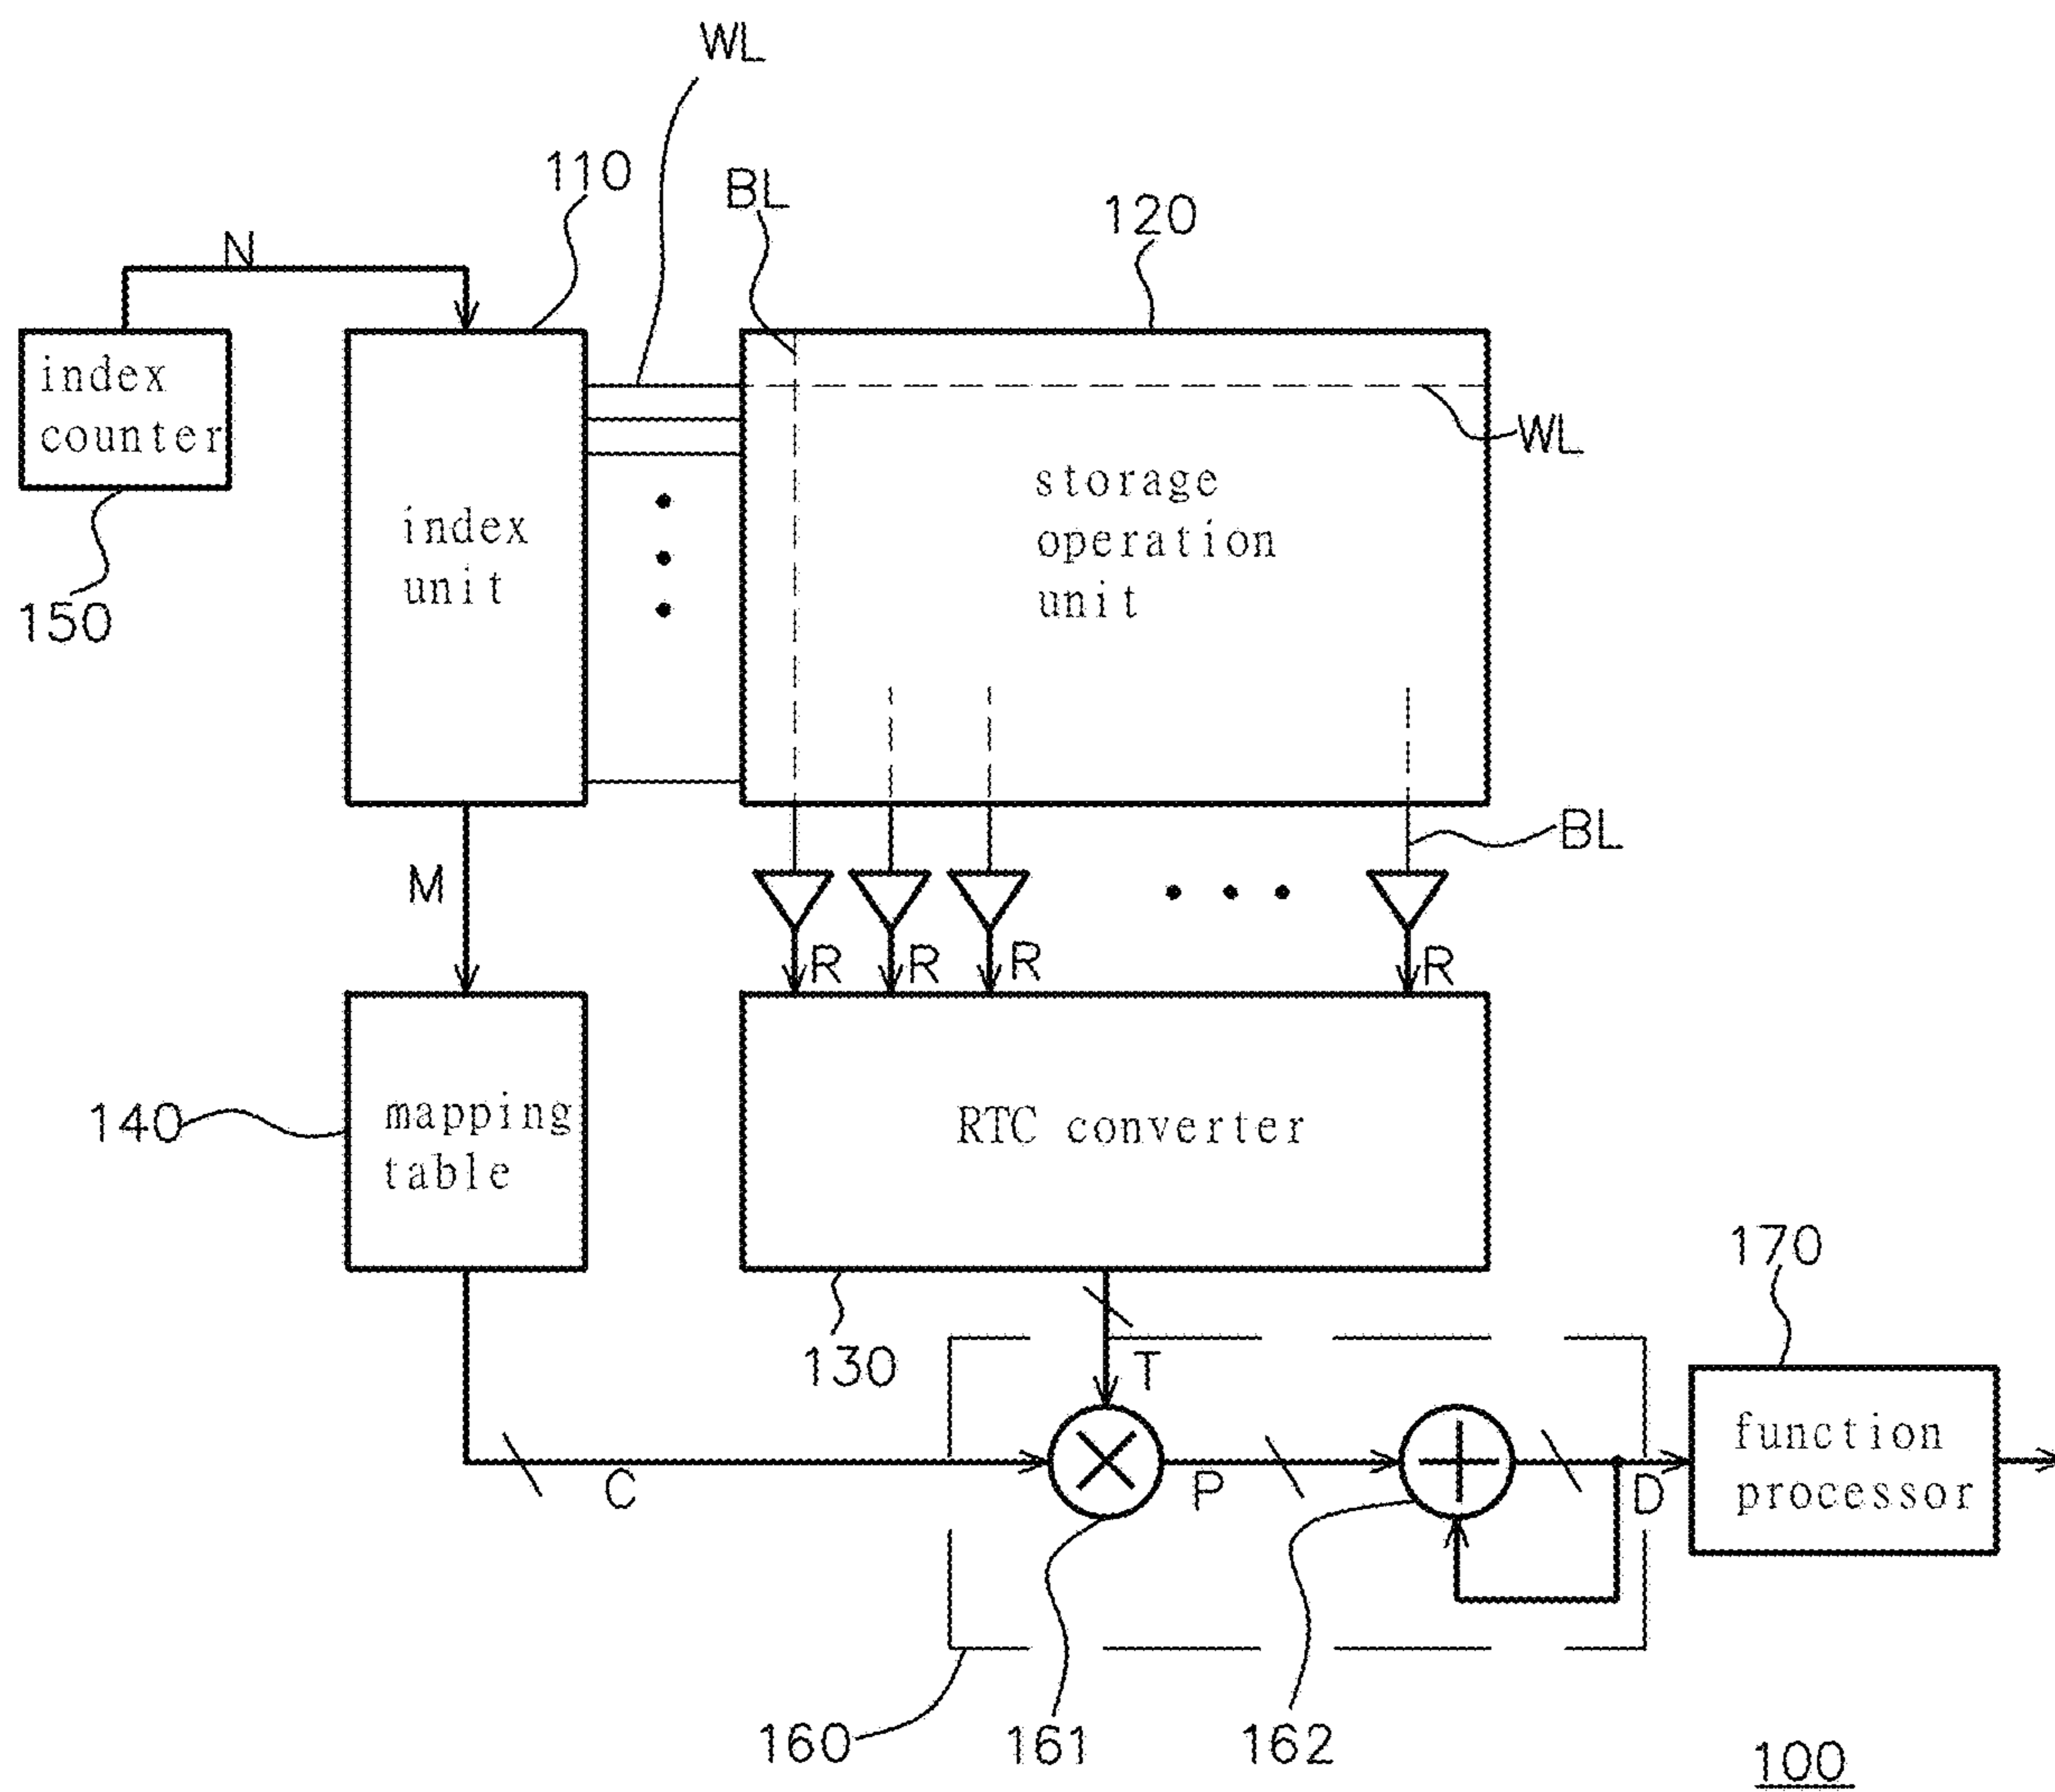 WL
110
BL
120
N
index
counter
WL
storage
operation
unit
index
unit
150
BL
M
R
R
R
R
140
mapping
table
RTC converter
170
130
T
function
processor
C
P
D
160
161
162
100